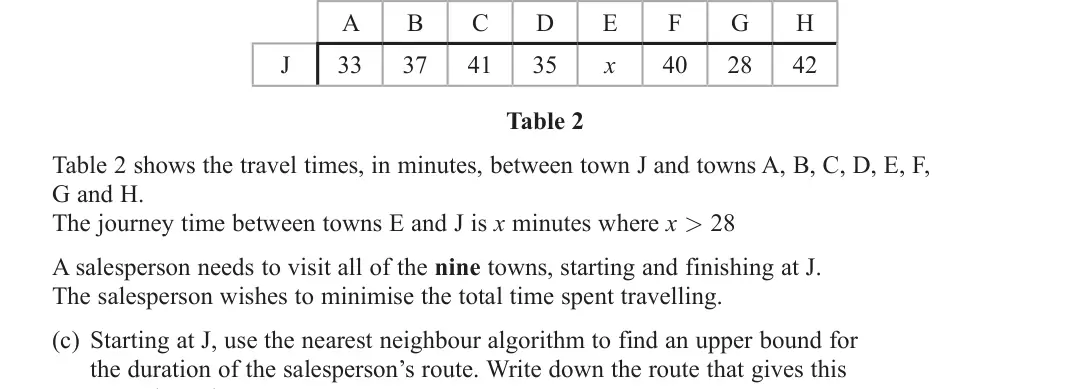 A B C D E F G H
J 33 37 41 35 x 40 28 42
Table 2
Table 2 shows the travel times, in minutes, between town J and towns A, B, C, D, E, F,
G and H.
The journey time between towns E and J is x minutes where x > 28
A salesperson needs to visit all of the nine towns, starting and finishing at J.
The salesperson wishes to minimise the total time spent travelling.
(c) Starting at J, use the nearest neighbour algorithm to find an upper bound for
the duration of the salesperson’s route. Write down the route that gives this